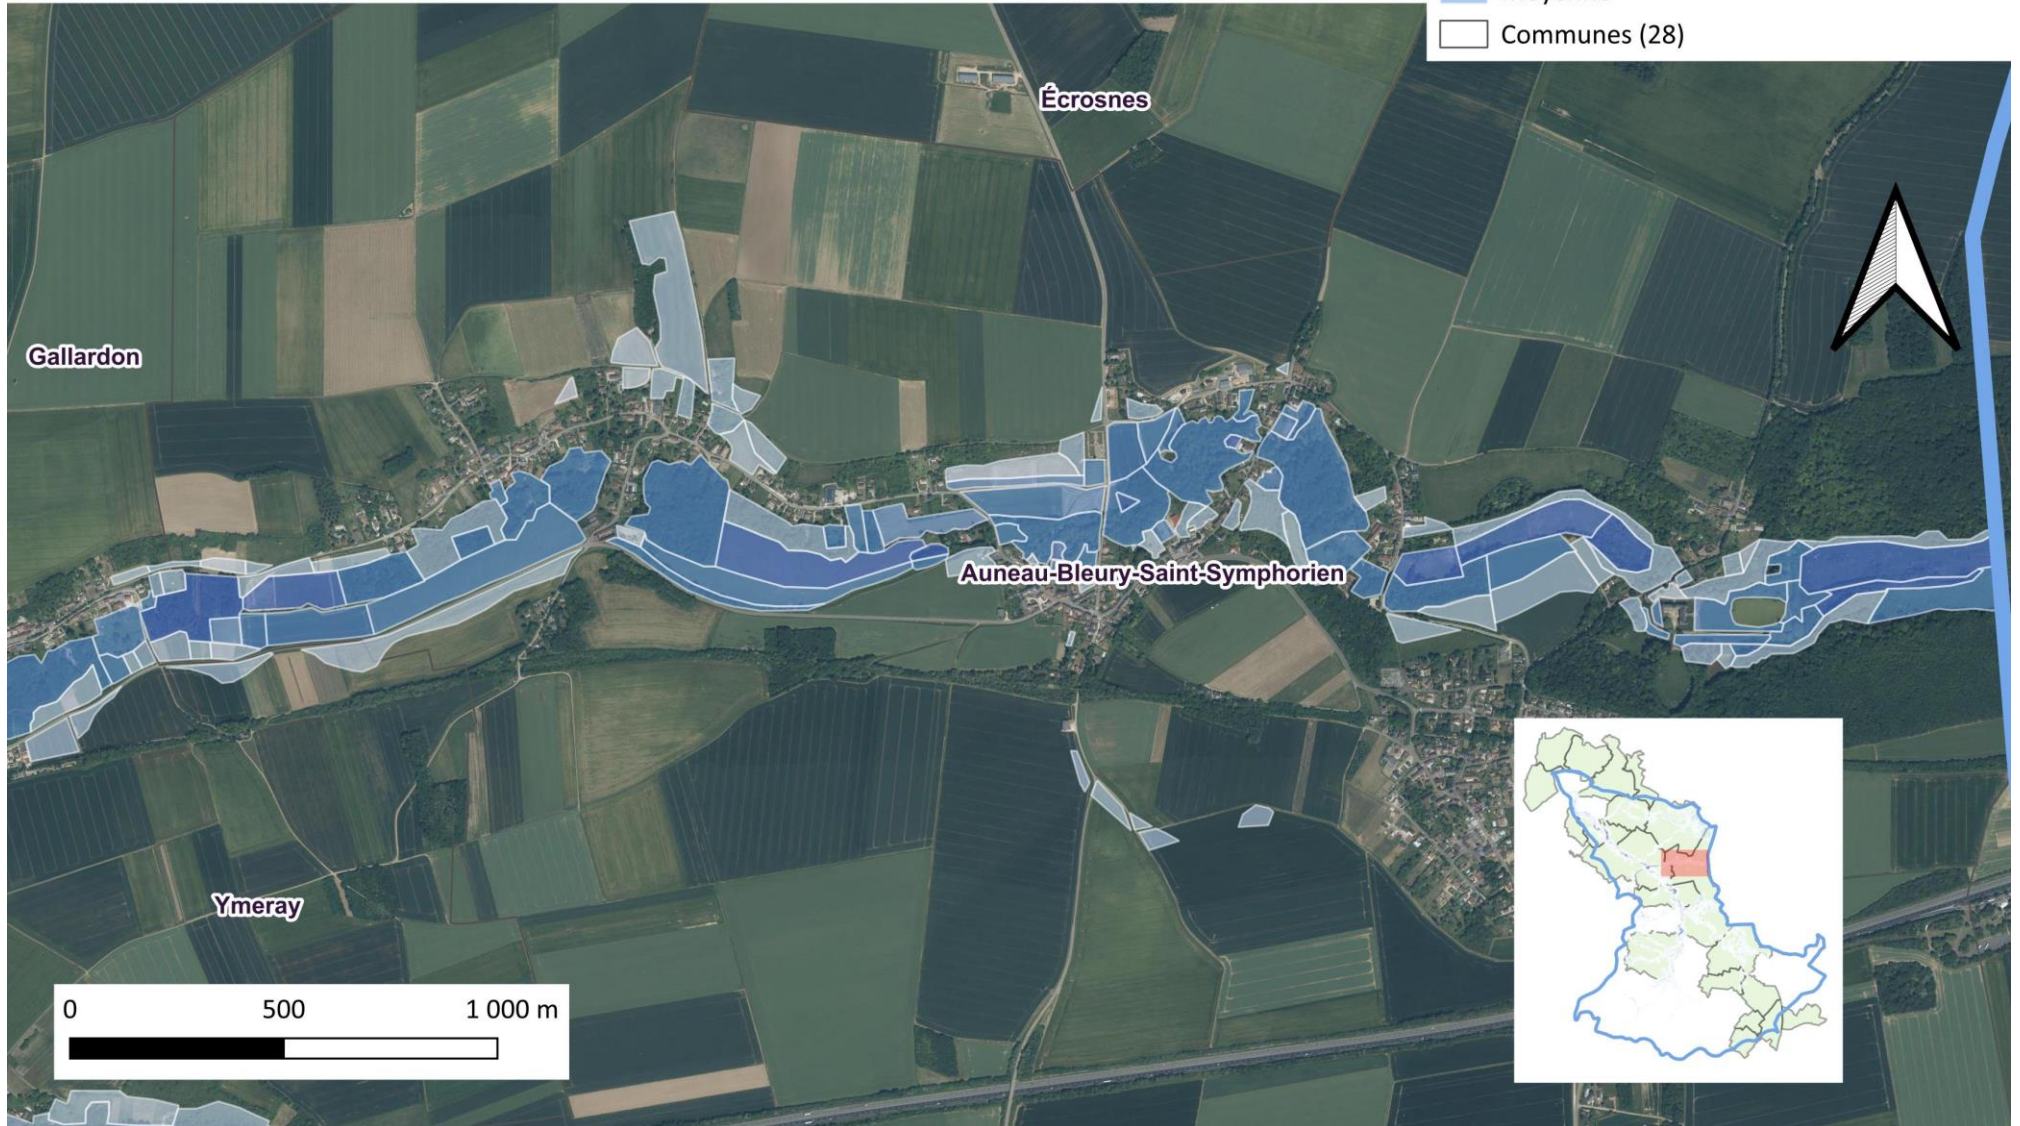 Communes (28)
Écrosnes
Gallardon
Auneau-Bleury-Saint-Symphorien
Ymeray
0 500 1 000 m